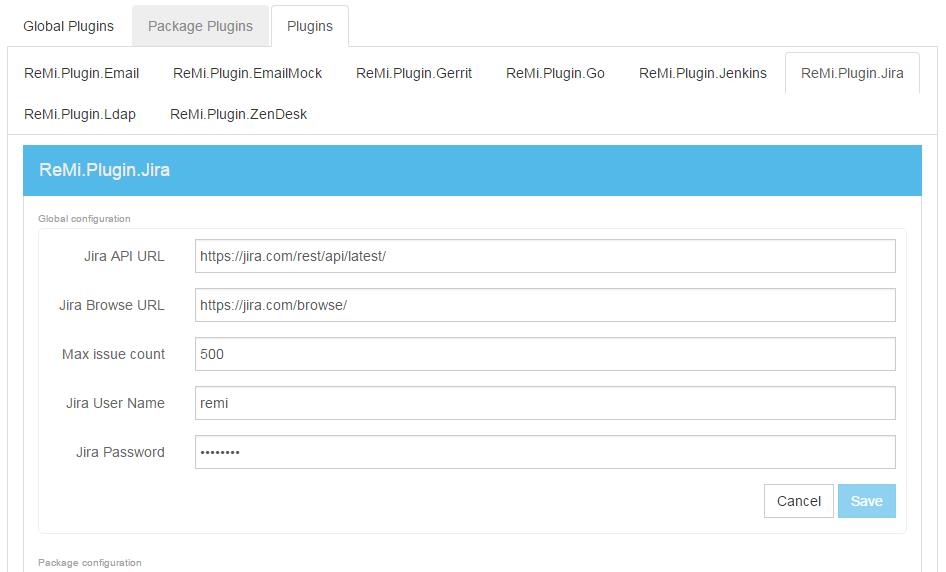 Global Plugins Package Plugins Plugins
ReMi.Plugin.Email ReMi.Plugin.EmailMock ReMi.Plugin.Gerrit ReMi.Plugin.Go ReMi.Plugin.Jenkins ReMi.Plugin.Jira
ReMi.Plugin.Ldap ReMi.Plugin.ZenDesk
ReMi.Plugin.Jira
Global configuration
Jira API URL https://jira.com/rest/api/latest/
Jira Browse URL https://jira.com/browse/
Max issue count 500
Jira User Name remi
Jira Password ••••••••
Cancel Save
Package configuration